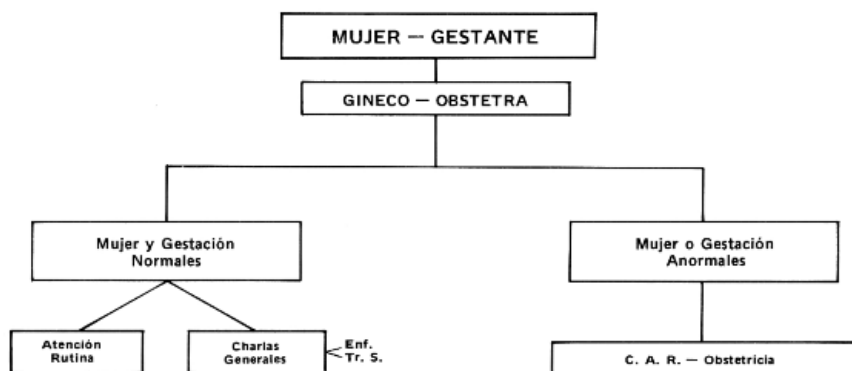 MUJER — GESTANTE
GINECO — OBSTETRA
Mujer y Gestación
Normales
Mujer o Gestación
Anormales
Atención
Rutina
Charlas
Generales
Enf.
Tr. S.
C. A. R. — Obstetricia